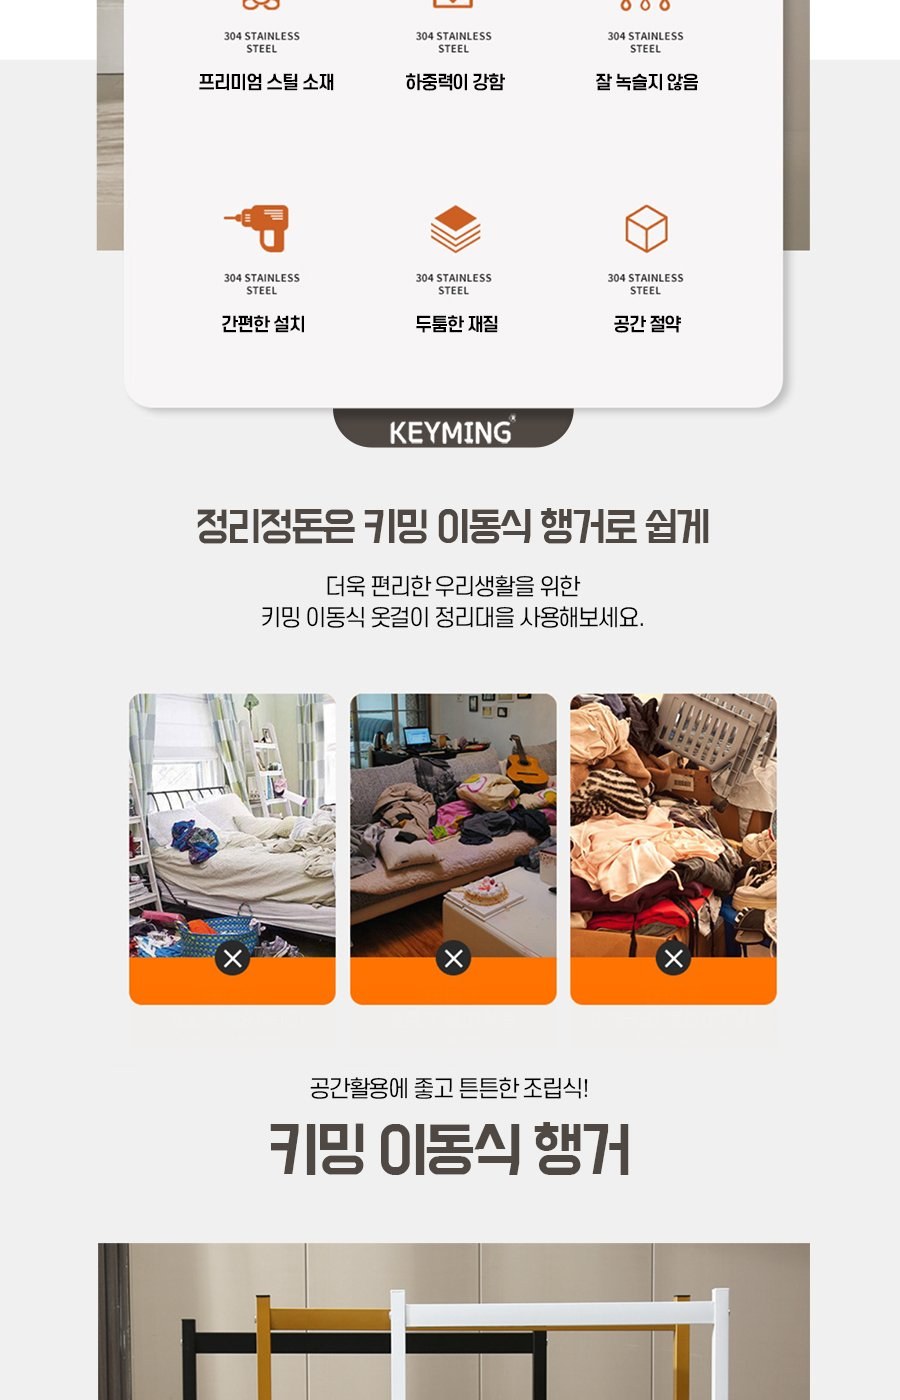 304 STAINLESS
STEEL
프리미엄 스틸 소재
304 STAINLESS
STEEL
하중력이 강함
304 STAINLESS
STEEL
잘 녹슬지 않음
304 STAINLESS
STEEL
간편한 설치
304 STAINLESS
STEEL
두툼한 재질
304 STAINLESS
STEEL
공간 절약
KEYMING
정리정돈은 키밍 이동식 행거로 쉽게
더욱 편리한 우리생활을 위한
키밍 이동식 옷걸이 정리대을 사용해보세요.
공간활용에 좋고 튼튼한 조립식!
키밍 이동식 행거